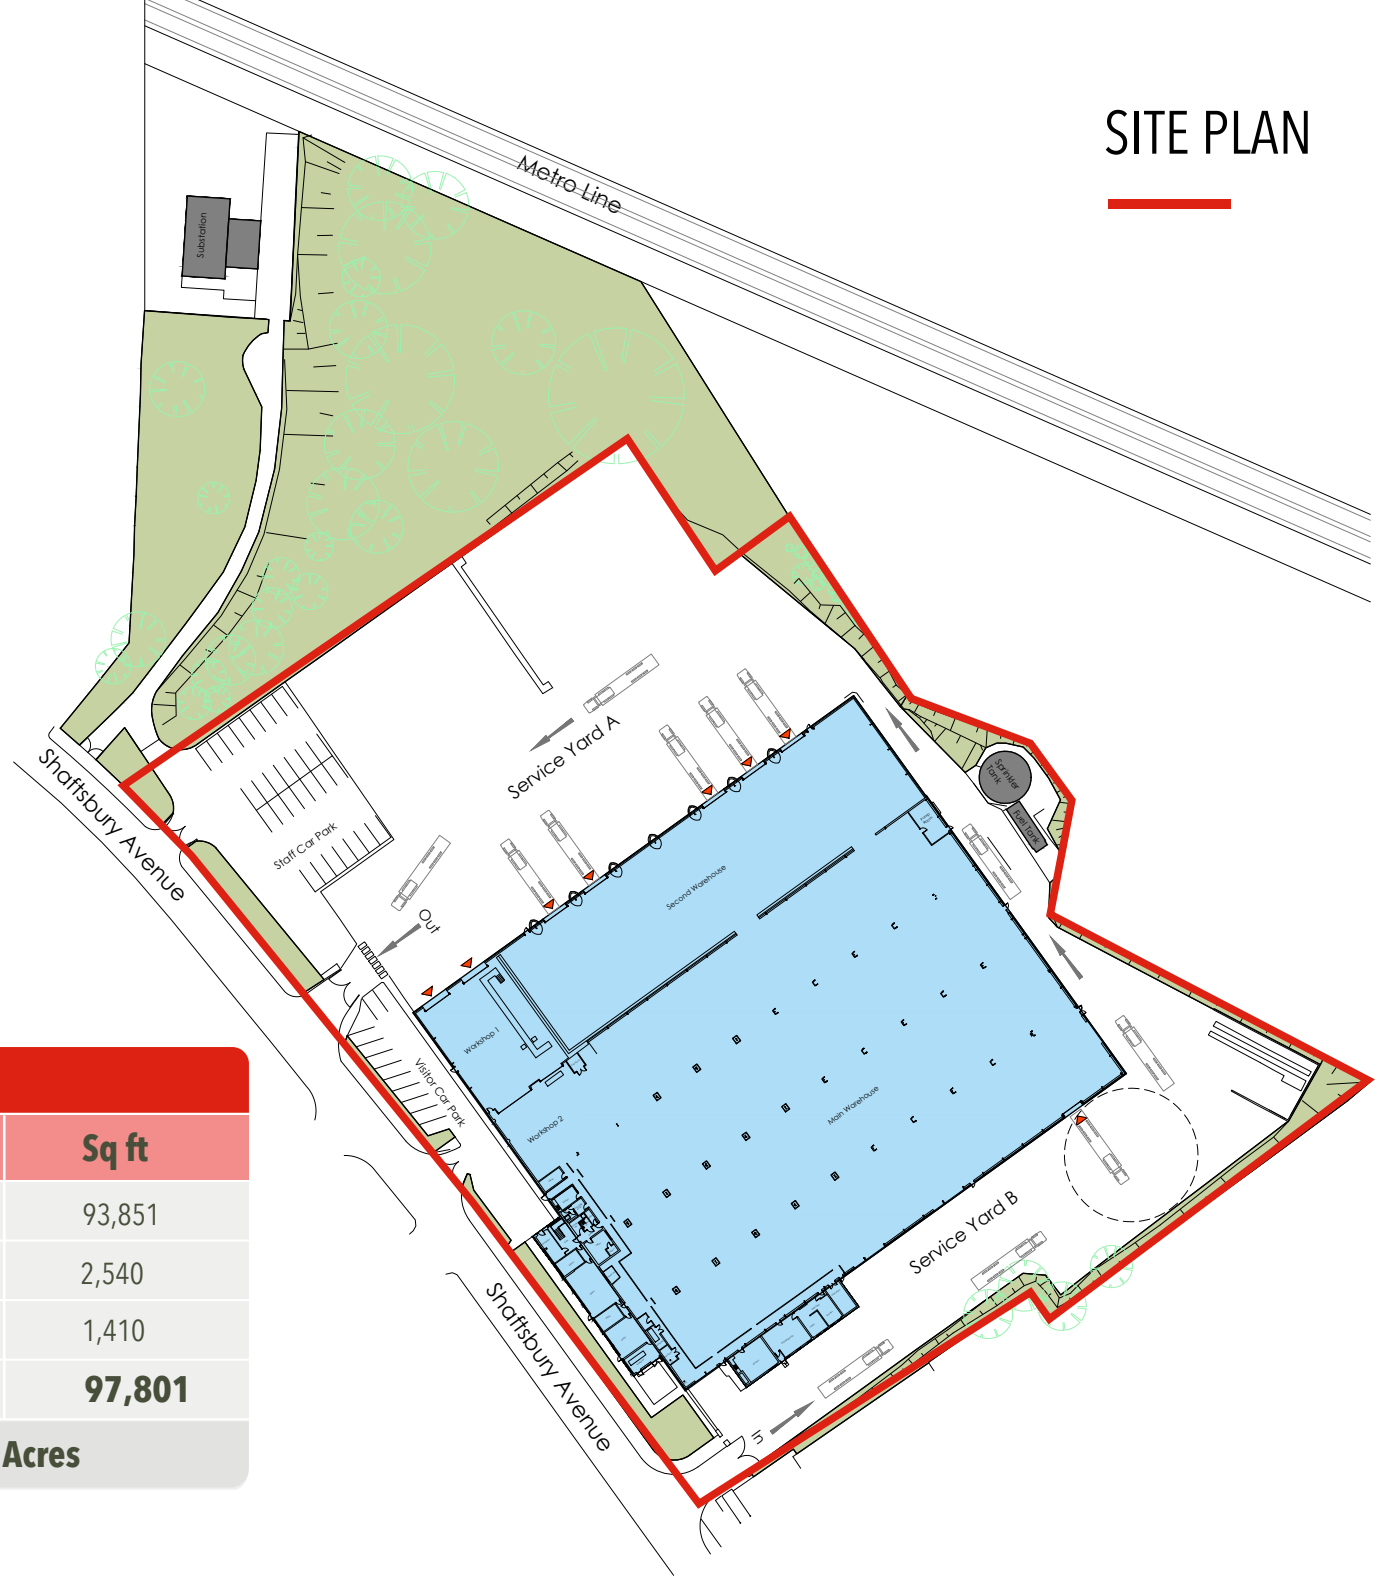 SITE PLAN
Metro Line
Substation
Shaftsbury Avenue
Staff Car Park
Service Yard A
Out
Sprinkler
Tank
Fuel Tank
Second Warehouse
Workshop 1
Visitor Car Park
Workshop 2
Main Warehouse
Service Yard B
In
Shaftsbury Avenue
Sq ft
93,851
2,540
1,410
97,801
Acres